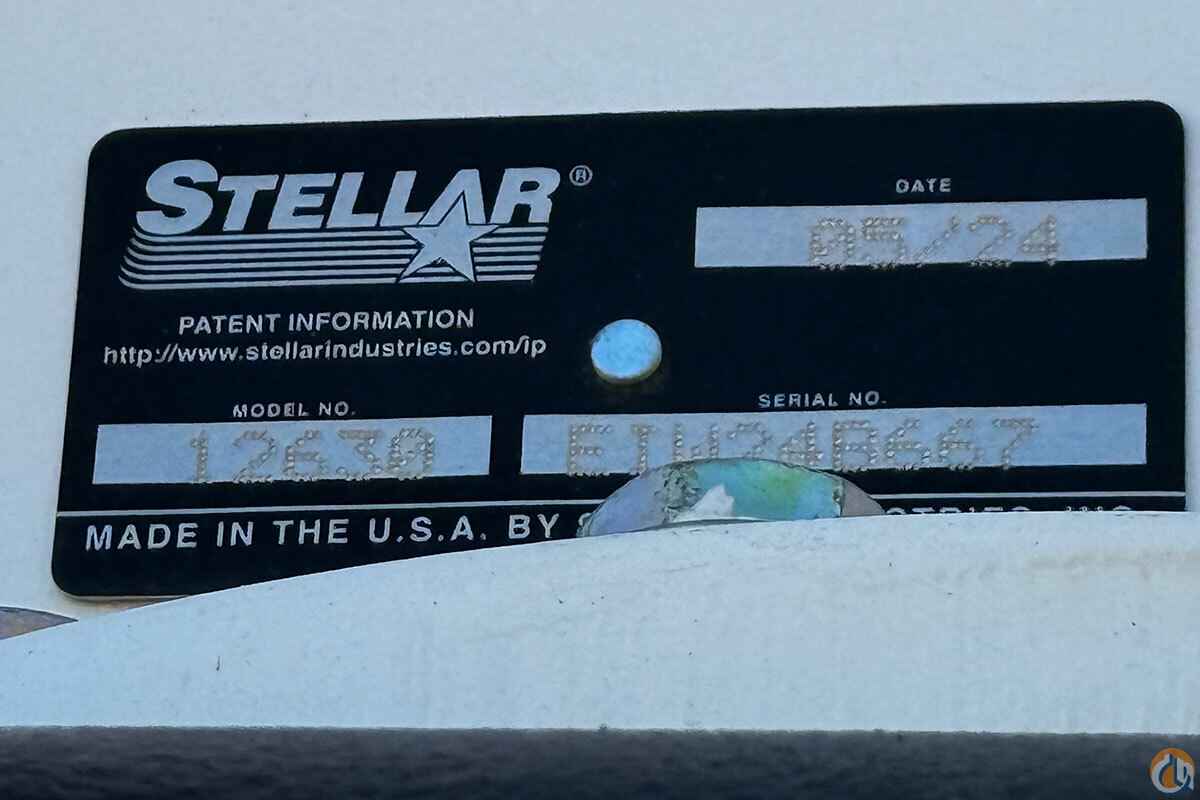 STELLAR®
DATE
05/24
PATENT INFORMATION
http://www.stellarindustries.com/ip
MODEL NO.
12630
SERIAL NO.
MADE IN THE U.S.A. BY